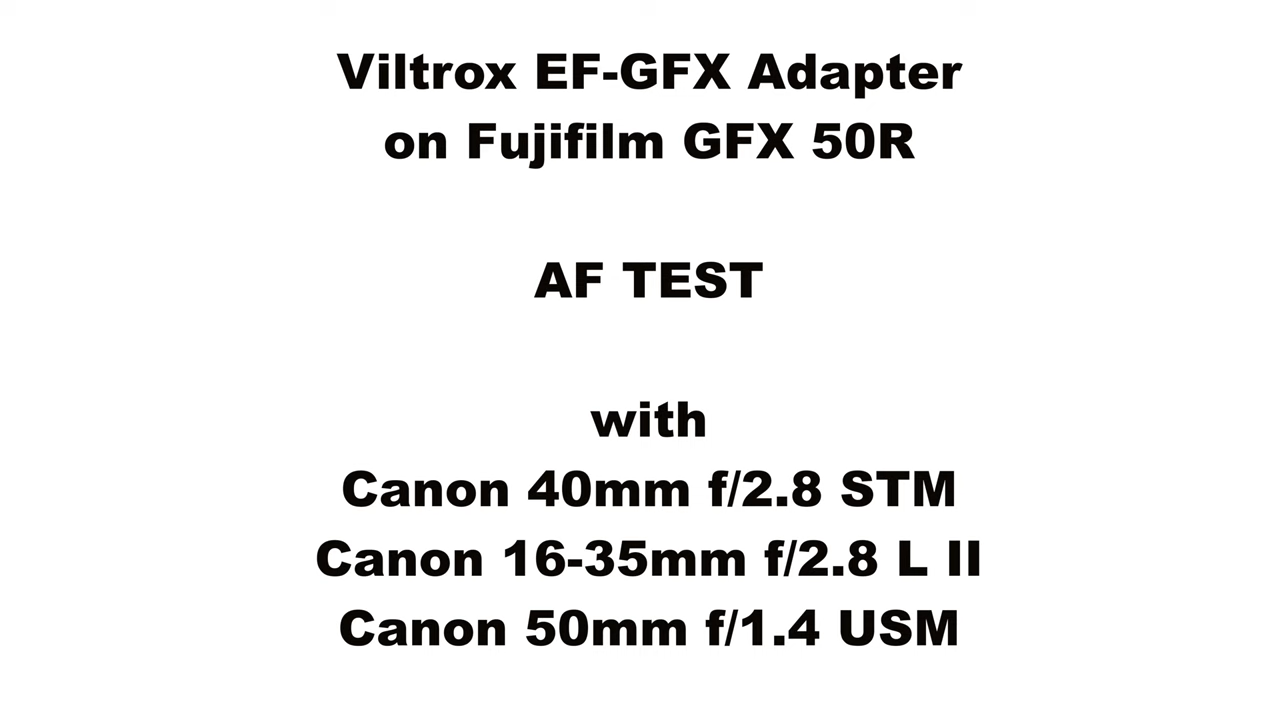 Viltrox EF-GFX Adapter
on Fujifilm GFX 50R
AF TEST
with
Canon 40mm f/2.8 STM
Canon 16-35mm f/2.8 L II
Canon 50mm f/1.4 USM